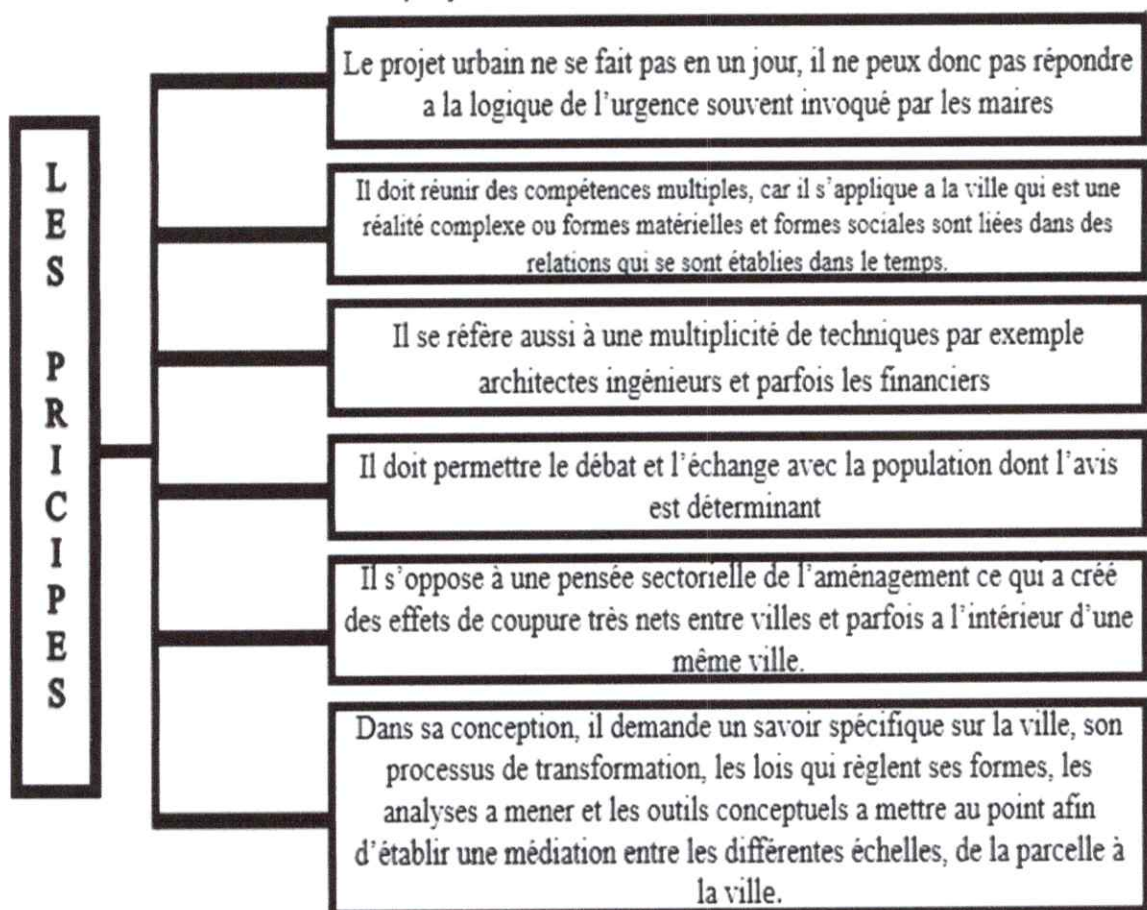 LES PRICIPES
Le projet urbain ne se fait pas en un jour, il ne peux donc pas répondre
a la logique de l'urgence souvent invoqué par les maires
Il doit réunir des compétences multiples, car il s'applique a la ville qui est une
réalité complexe ou formes matérielles et formes sociales sont liées dans des
relations qui se sont établies dans le temps.
Il se réfère aussi à une multiplicité de techniques par exemple
architectes ingénieurs et parfois les financiers
Il doit permettre le débat et l'échange avec la population dont l'avis
est déterminant
Il s'oppose à une pensée sectorielle de l'aménagement ce qui a créé
des effets de coupure très nets entre villes et parfois a l'intérieur d'une
même ville.
Dans sa conception, il demande un savoir spécifique sur la ville, son
processus de transformation, les lois qui règlent ses formes, les
analyses a mener et les outils conceptuels a mettre au point afin
d'établir une médiation entre les différentes échelles, de la parcelle à
la ville.